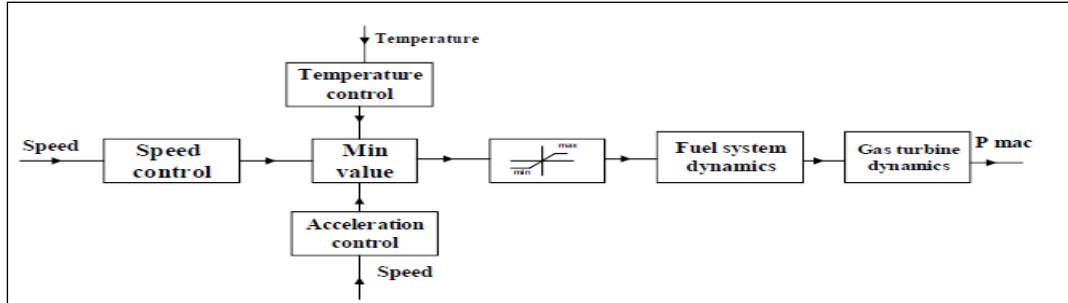 Temperature
Temperature
control
Speed
Speed
control
Min
value
max
min
Fuel system
dynamics
Gas turbine
dynamics
P mac
Acceleration
control
Speed